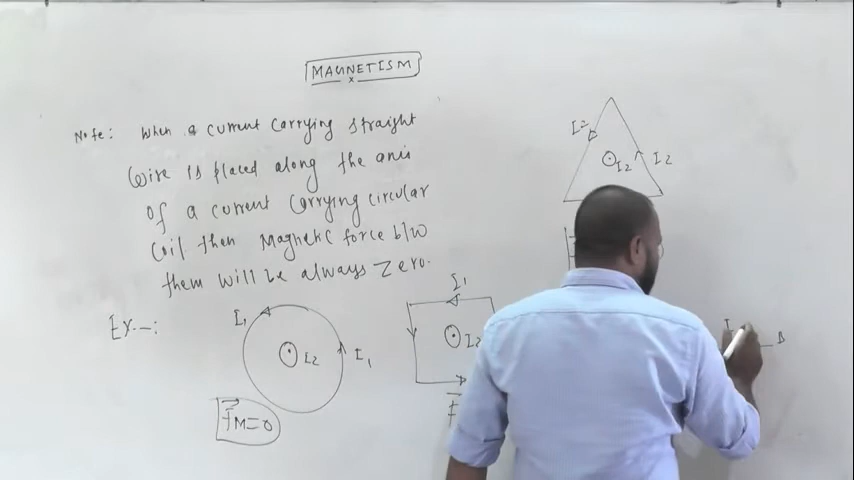 MAGNETISM
x
Note: When a current carrying straight
wire is placed along the axis
of a current carrying circular
coil then Magnetic force b/w
them will be always Zero.
Ex-:
I1
I2
I1
FM=0
I1
I2
F
I2
I2
I